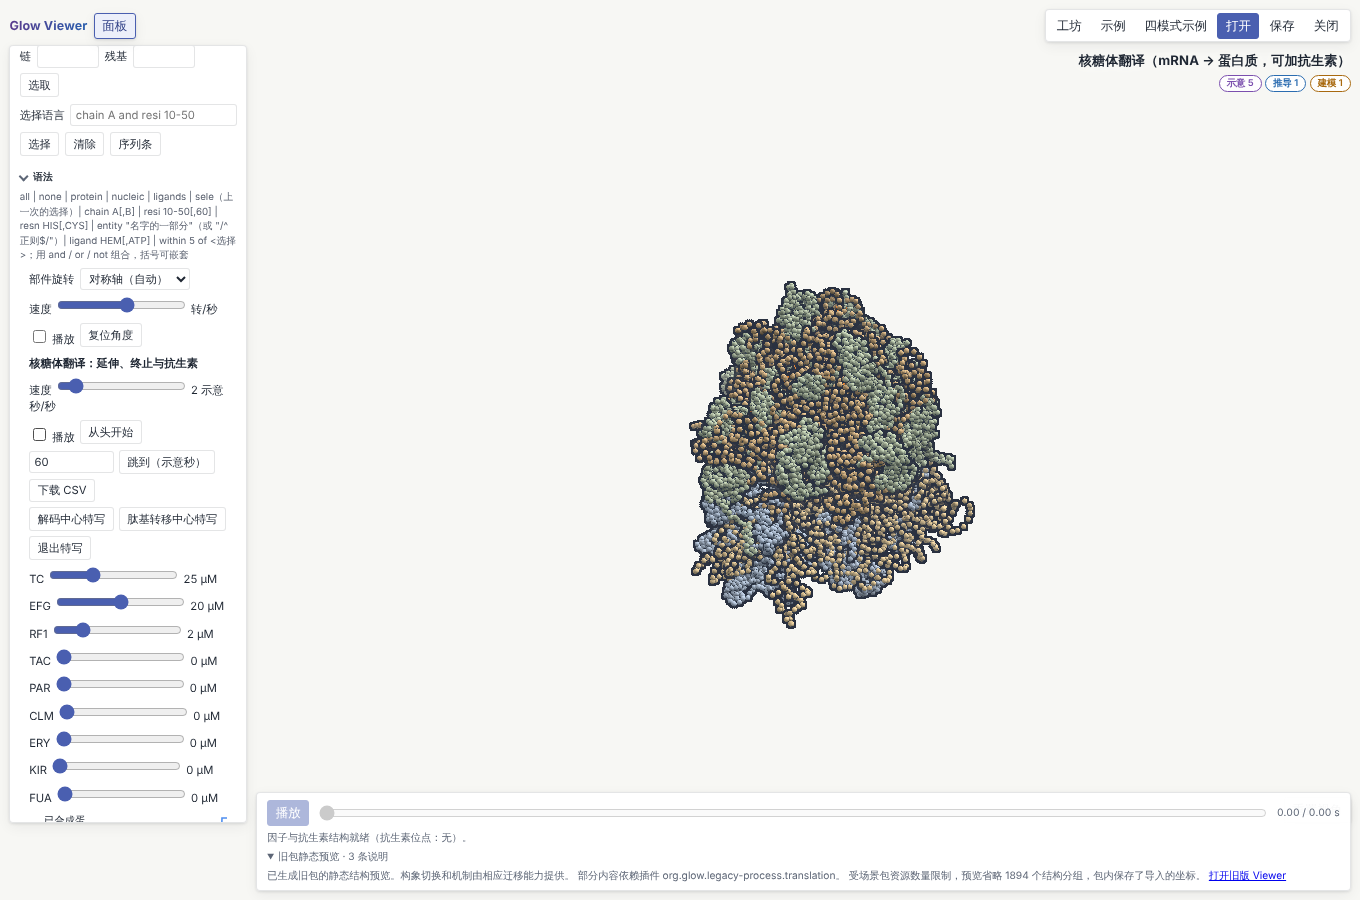 Glow Viewer 面板
工坊 示例 四模式示例 打开 保存 关闭
核糖体翻译（mRNA → 蛋白质，可加抗生素）
示意 5 推导 1 建模 1
链 残基
选取
选择语言 chain A and resi 10-50
选择 清除 序列条
语法
all | none | protein | nucleic | ligands | sele（上
一次的选择）| chain A[,B] | resi 10-50[,60] |
resn HIS[,CYS] | entity "名字的一部分"（或 "/^
正则$/"）| ligand HEM[,ATP] | within 5 of <选择
>；用 and / or / not 组合，括号可嵌套
部件旋转 对称轴（自动）
速度 转/秒
播放 复位角度
核糖体翻译：延伸、终止与抗生素
速度 2 示意
秒/秒
播放 从头开始
60 跳到（示意秒）
下载 CSV
解码中心特写 肽基转移中心特写
退出特写
TC 25 μM
EFG 20 μM
RF1 2 μM
TAC 0 μM
PAR 0 μM
CLM 0 μM
ERY 0 μM
KIR 0 μM
FUA 0 μM
已合成蛋
播放 0.00 / 0.00 s
因子与抗生素结构就绪（抗生素位点：无）。
▼ 旧包静态预览 · 3 条说明
已生成旧包的静态结构预览。构象切换和机制由相应迁移能力提供。 部分内容依赖插件 org.glow.legacy-process.translation。 受场景包资源数量限制，预览省略 1894 个结构分组，包内保存了导入的坐标。 打开旧版 Viewer